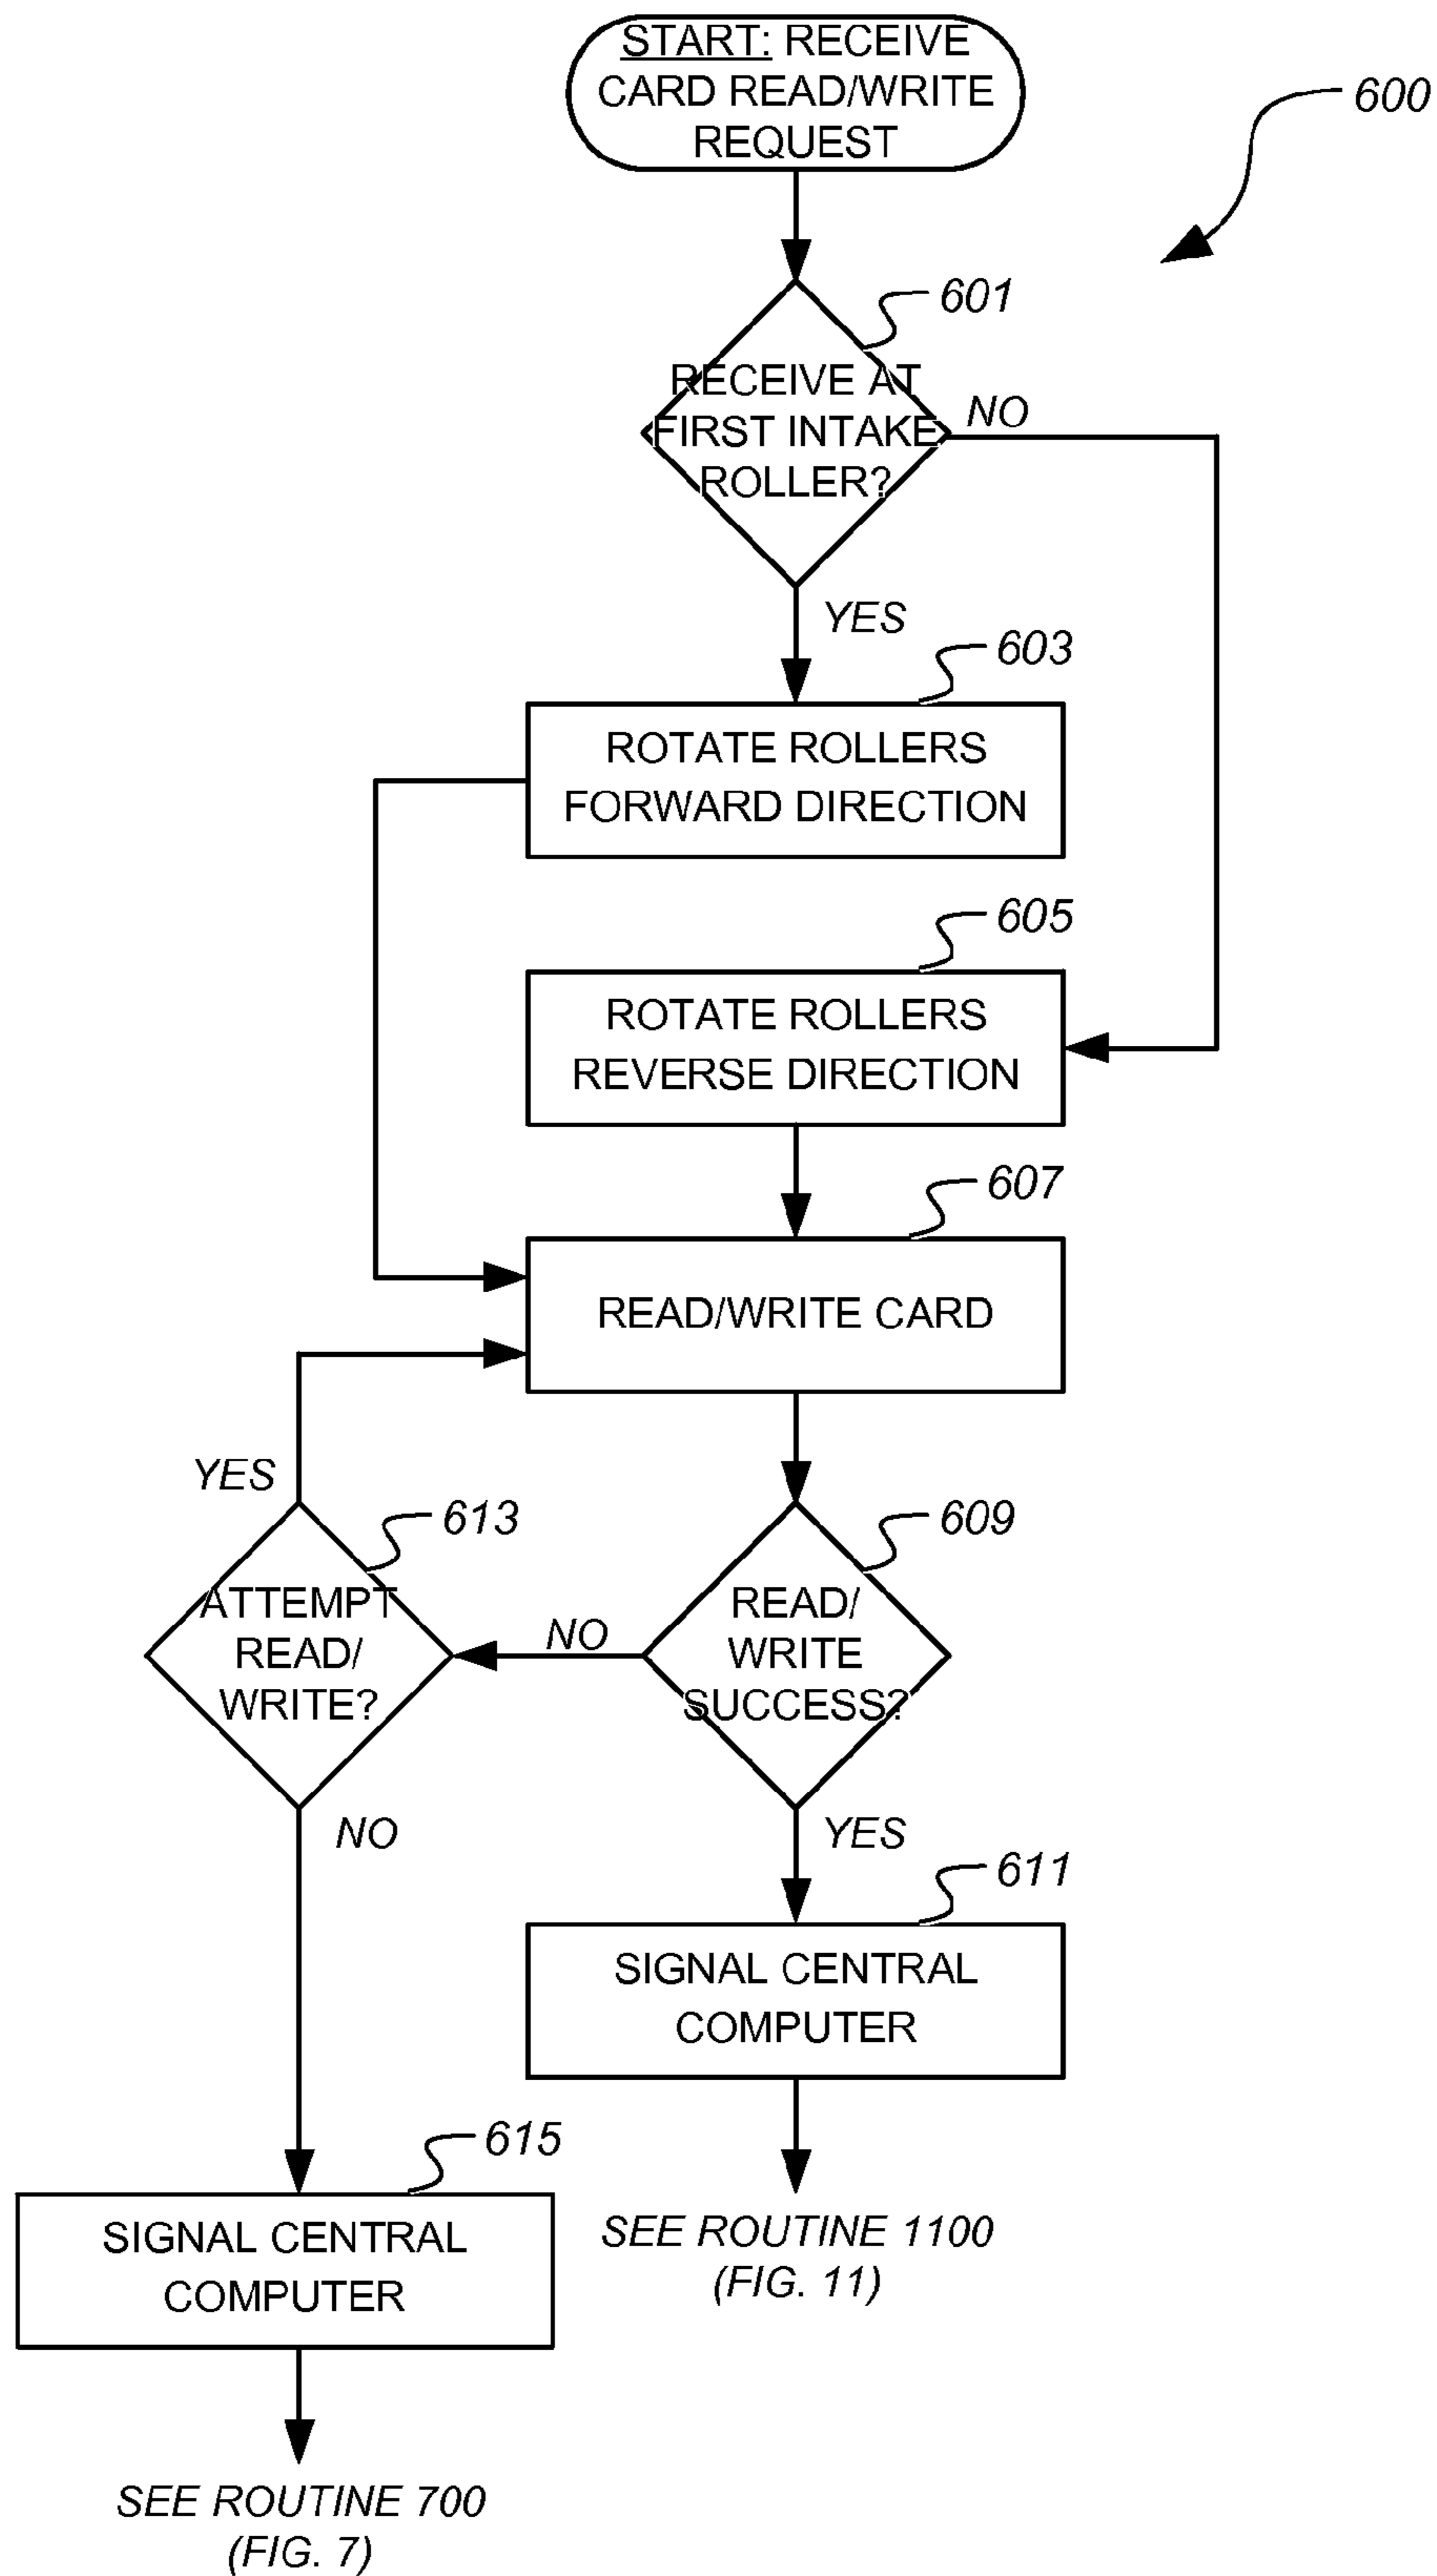 START: RECEIVE
CARD READ/WRITE
REQUEST
600
601
RECEIVE AT
FIRST INTAKE
ROLLER?
NO
YES
603
ROTATE ROLLERS
FORWARD DIRECTION
605
ROTATE ROLLERS
REVERSE DIRECTION
607
READ/WRITE CARD
YES
613
ATTEMPT
READ/
WRITE?
NO
609
READ/
WRITE
SUCCESS?
NO
YES
611
SIGNAL CENTRAL
COMPUTER
615
SIGNAL CENTRAL
COMPUTER
SEE ROUTINE 1100
(FIG. 11)
SEE ROUTINE 700
(FIG. 7)